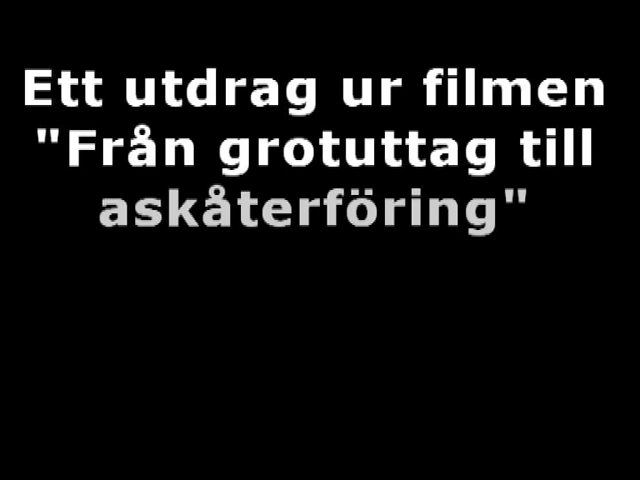 Ett utdrag ur filmen
"Från grotuttag till
askåterföring"